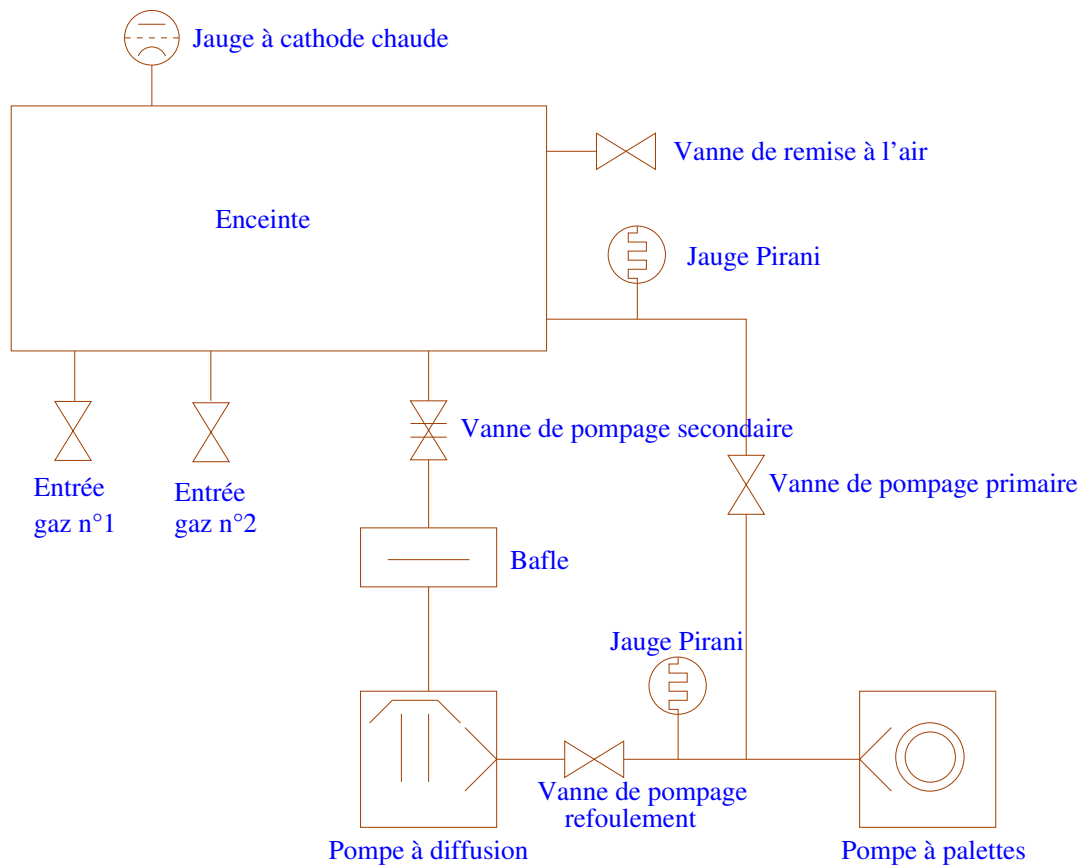 Jauge à cathode chaude
Vanne de remise à l'air
Enceinte
Jauge Pirani
Vanne de pompage secondaire
Vanne de pompage primaire
Entrée
gaz n°1
Entrée
gaz n°2
Bafle
Jauge Pirani
Vanne de pompage
refoulement
Pompe à diffusion
Pompe à palettes